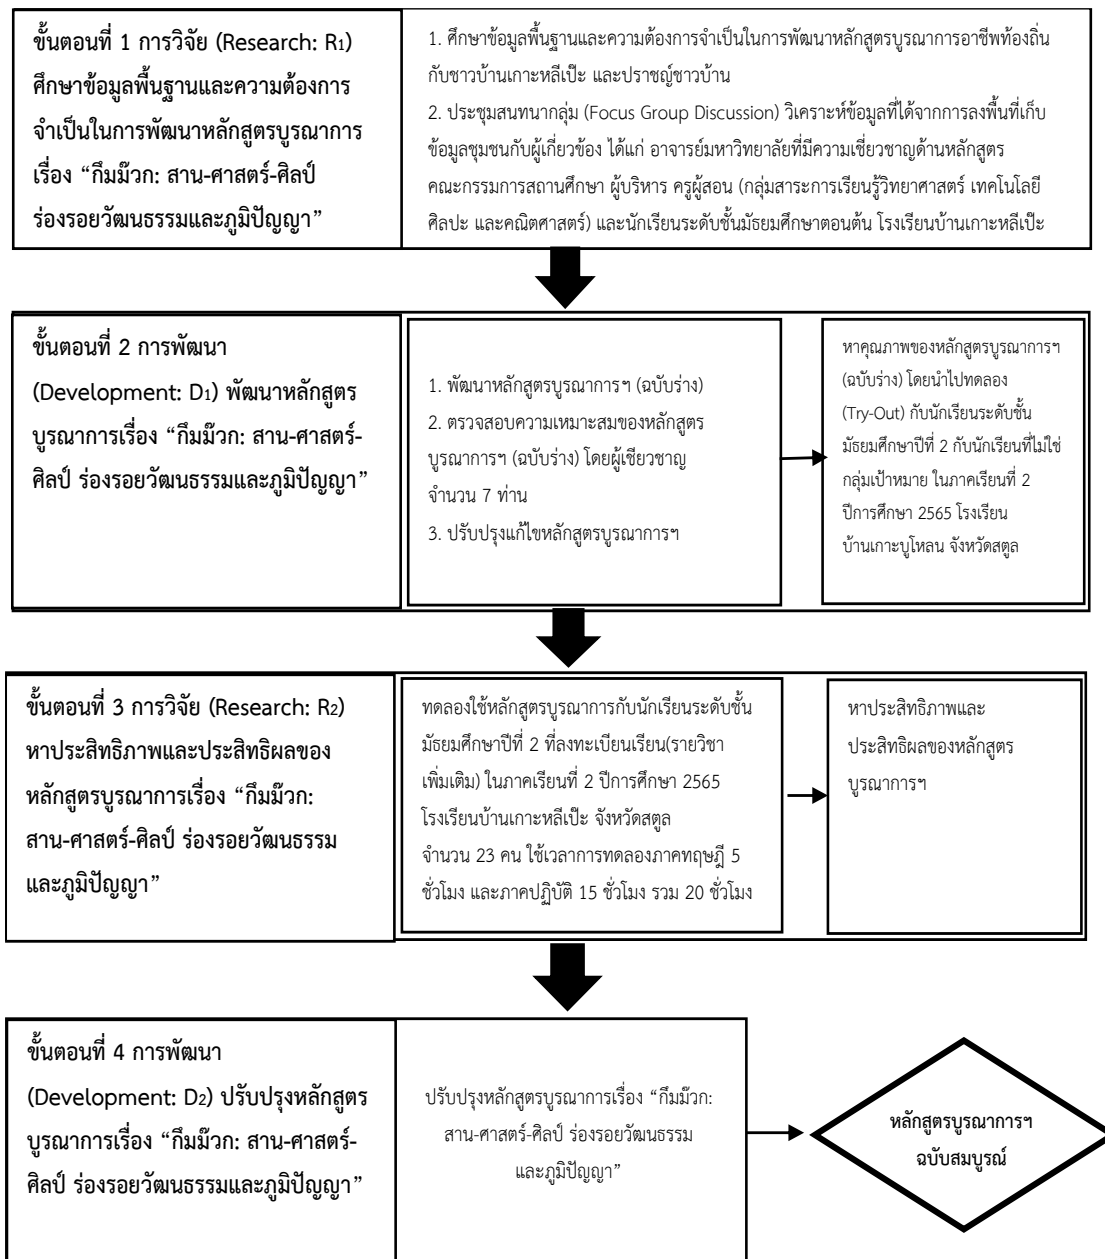 ขั้นตอนที่ 1 การวิจัย (Research: R1)
ศึกษาข้อมูลพื้นฐานและความต้องการ
จำเป็นในการพัฒนาหลักสูตรบูรณาการ
เรื่อง “กีมม๊วก: สาน-ศาสตร์-ศิลป์
ร่องรอยวัฒนธรรมและภูมิปัญญา”
1. ศึกษาข้อมูลพื้นฐานและความต้องการจำเป็นในการพัฒนาหลักสูตรบูรณาการอาชีพท้องถิ่น
กับชาวบ้านเกาะหลีเป๊ะ และปราชญ์ชาวบ้าน
2. ประชุมสนทนากลุ่ม (Focus Group Discussion) วิเคราะห์ข้อมูลที่ได้จากการลงพื้นที่เก็บ
ข้อมูลชุมชนกับผู้เกี่ยวข้อง ได้แก่ อาจารย์มหาวิทยาลัยที่มีความเชี่ยวชาญด้านหลักสูตร
คณะกรรมการสถานศึกษา ผู้บริหาร ครูผู้สอน (กลุ่มสาระการเรียนรู้วิทยาศาสตร์ เทคโนโลยี
ศิลปะ และคณิตศาสตร์) และนักเรียนระดับชั้นมัธยมศึกษาตอนต้น โรงเรียนบ้านเกาะหลีเป๊ะ
ขั้นตอนที่ 2 การพัฒนา
(Development: D1) พัฒนาหลักสูตร
บูรณาการเรื่อง “กีมม๊วก: สาน-ศาสตร์-
ศิลป์ ร่องรอยวัฒนธรรมและภูมิปัญญา”
1. พัฒนาหลักสูตรบูรณาการฯ (ฉบับร่าง)
2. ตรวจสอบความเหมาะสมของหลักสูตร
บูรณาการฯ (ฉบับร่าง) โดยผู้เชียวชาญ
จำนวน 7 ท่าน
3. ปรับปรุงแก้ไขหลักสูตรบูรณาการฯ
หาคุณภาพของหลักสูตรบูรณาการฯ
(ฉบับร่าง) โดยนำไปทดลอง
(Try-Out) กับนักเรียนระดับชั้น
มัธยมศึกษาปีที่ 2 กับนักเรียนที่ไม่ใช่
กลุ่มเป้าหมาย ในภาคเรียนที่ 2
ปีการศึกษา 2565 โรงเรียน
บ้านเกาะบูโหลน จังหวัดสตูล
ขั้นตอนที่ 3 การวิจัย (Research: R2)
หาประสิทธิภาพและประสิทธิผลของ
หลักสูตรบูรณาการเรื่อง “กีมม๊วก:
สาน-ศาสตร์-ศิลป์ ร่องรอยวัฒนธรรม
และภูมิปัญญา”
ทดลองใช้หลักสูตรบูรณาการกับนักเรียนระดับชั้น
มัธยมศึกษาปีที่ 2 ที่ลงทะเบียนเรียน(รายวิชา
เพิ่มเติม) ในภาคเรียนที่ 2 ปีการศึกษา 2565
โรงเรียนบ้านเกาะหลีเป๊ะ จังหวัดสตูล
จำนวน 23 คน ใช้เวลาการทดลองภาคทฤษฎี 5
ชั่วโมง และภาคปฏิบัติ 15 ชั่วโมง รวม 20 ชั่วโมง
หาประสิทธิภาพและ
ประสิทธิผลของหลักสูตร
บูรณาการฯ
ขั้นตอนที่ 4 การพัฒนา
(Development: D2) ปรับปรุงหลักสูตร
บูรณาการเรื่อง “กีมม๊วก: สาน-ศาสตร์-
ศิลป์ ร่องรอยวัฒนธรรมและภูมิปัญญา”
ปรับปรุงหลักสูตรบูรณาการเรื่อง “กีมม๊วก:
สาน-ศาสตร์-ศิลป์ ร่องรอยวัฒนธรรม
และภูมิปัญญา”
หลักสูตรบูรณาการฯ
ฉบับสมบูรณ์